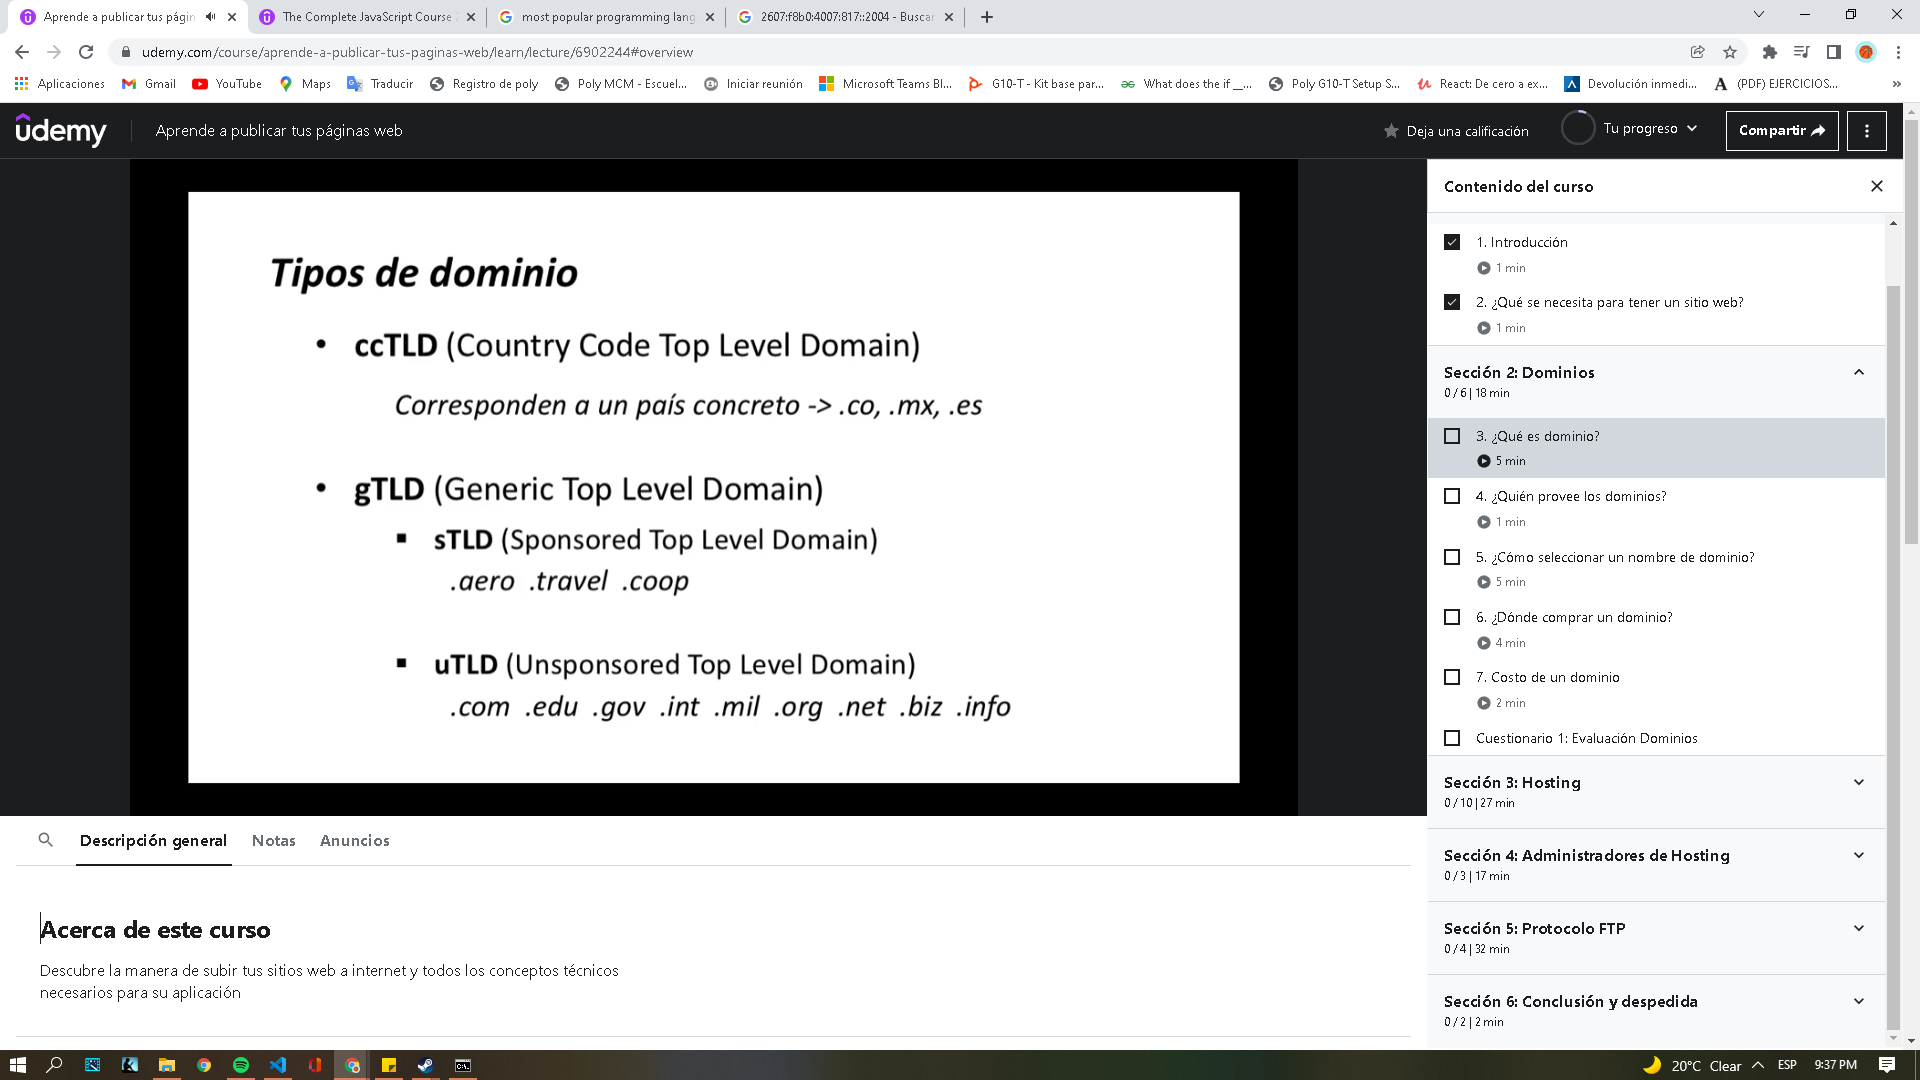 Aprende a publicar tus págin
The Complete JavaScript Course
most popular programming lang
2607:f8b0:4007:817::2004 - Buscar
udemy.com/course/aprende-a-publicar-tus-paginas-web/learn/lecture/6902244#overview
Aplicaciones
Gmail
YouTube
Maps
Traducir
Registro de poly
Poly MCM - Escuel...
Iniciar reunión
Microsoft Teams Bl...
G10-T - Kit base par...
What does the if __...
Poly G10-T Setup S...
React: De cero a ex...
Devolución inmedi...
(PDF) EJERCICIOS...
»
udemy
Aprende a publicar tus páginas web
Deja una calificación
Tu progreso
Compartir
Tipos de dominio
• ccTLD (Country Code Top Level Domain)
Corresponden a un país concreto -> .co, .mx, .es
• gTLD (Generic Top Level Domain)
▪ sTLD (Sponsored Top Level Domain)
.aero .travel .coop
▪ uTLD (Unsponsored Top Level Domain)
.com .edu .gov .int .mil .org .net .biz .info
Contenido del curso
1. Introducción
1 min
2. ¿Qué se necesita para tener un sitio web?
1 min
Sección 2: Dominios
0 / 6 | 18 min
3. ¿Qué es dominio?
5 min
4. ¿Quién provee los dominios?
1 min
5. ¿Cómo seleccionar un nombre de dominio?
5 min
6. ¿Dónde comprar un dominio?
4 min
7. Costo de un dominio
2 min
Cuestionario 1: Evaluación Dominios
Sección 3: Hosting
0 / 10 | 27 min
Sección 4: Administradores de Hosting
0 / 3 | 17 min
Sección 5: Protocolo FTP
0 / 4 | 32 min
Sección 6: Conclusión y despedida
0 / 2 | 2 min
Descripción general
Notas
Anuncios
Acerca de este curso
Descubre la manera de subir tus sitios web a internet y todos los conceptos técnicos
necesarios para su aplicación
20°C Clear
ESP
9:37 PM